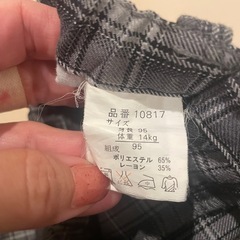 品番 10817
サイズ
身長 95
体重 14kg
組成 95
ポリエステル 65%
レーヨン 35%